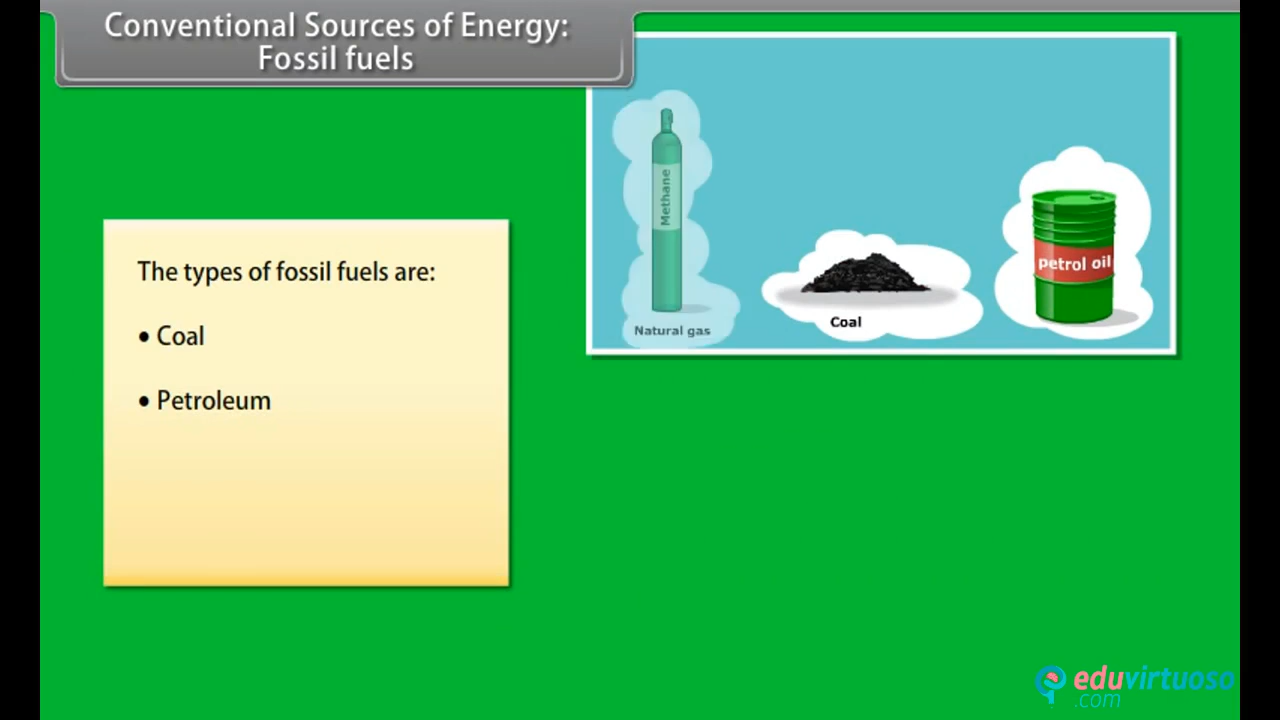 Conventional Sources of Energy:
Fossil fuels
Methane
Natural gas
Coal
petrol oil
The types of fossil fuels are:
• Coal
• Petroleum
eduvirtuoso
.com